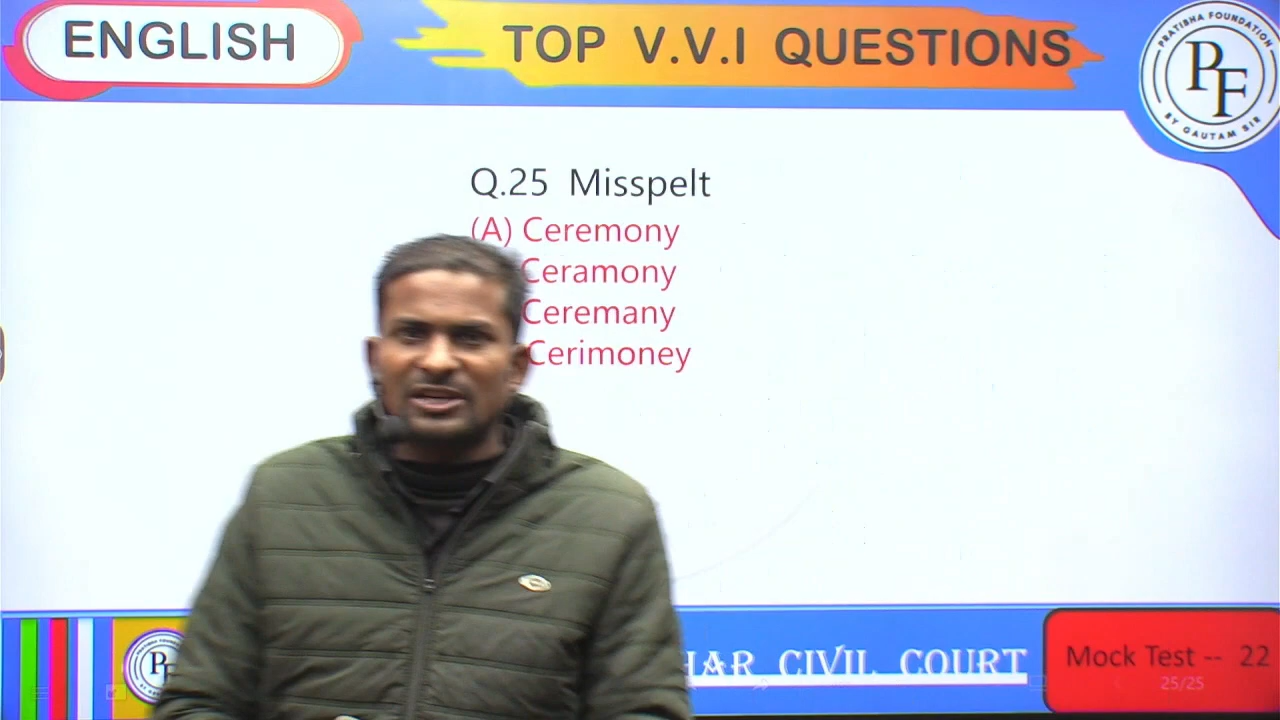 ENGLISH
TOP V.V.I QUESTIONS
PRATIBHA FOUNDATION
PF
BY GAUTAM SIR
Q.25 Misspelt
(A) Ceremony
Ceramony
Ceremany
Cerimoney
CIVIL COURT
Mock Test -- 22
25/25